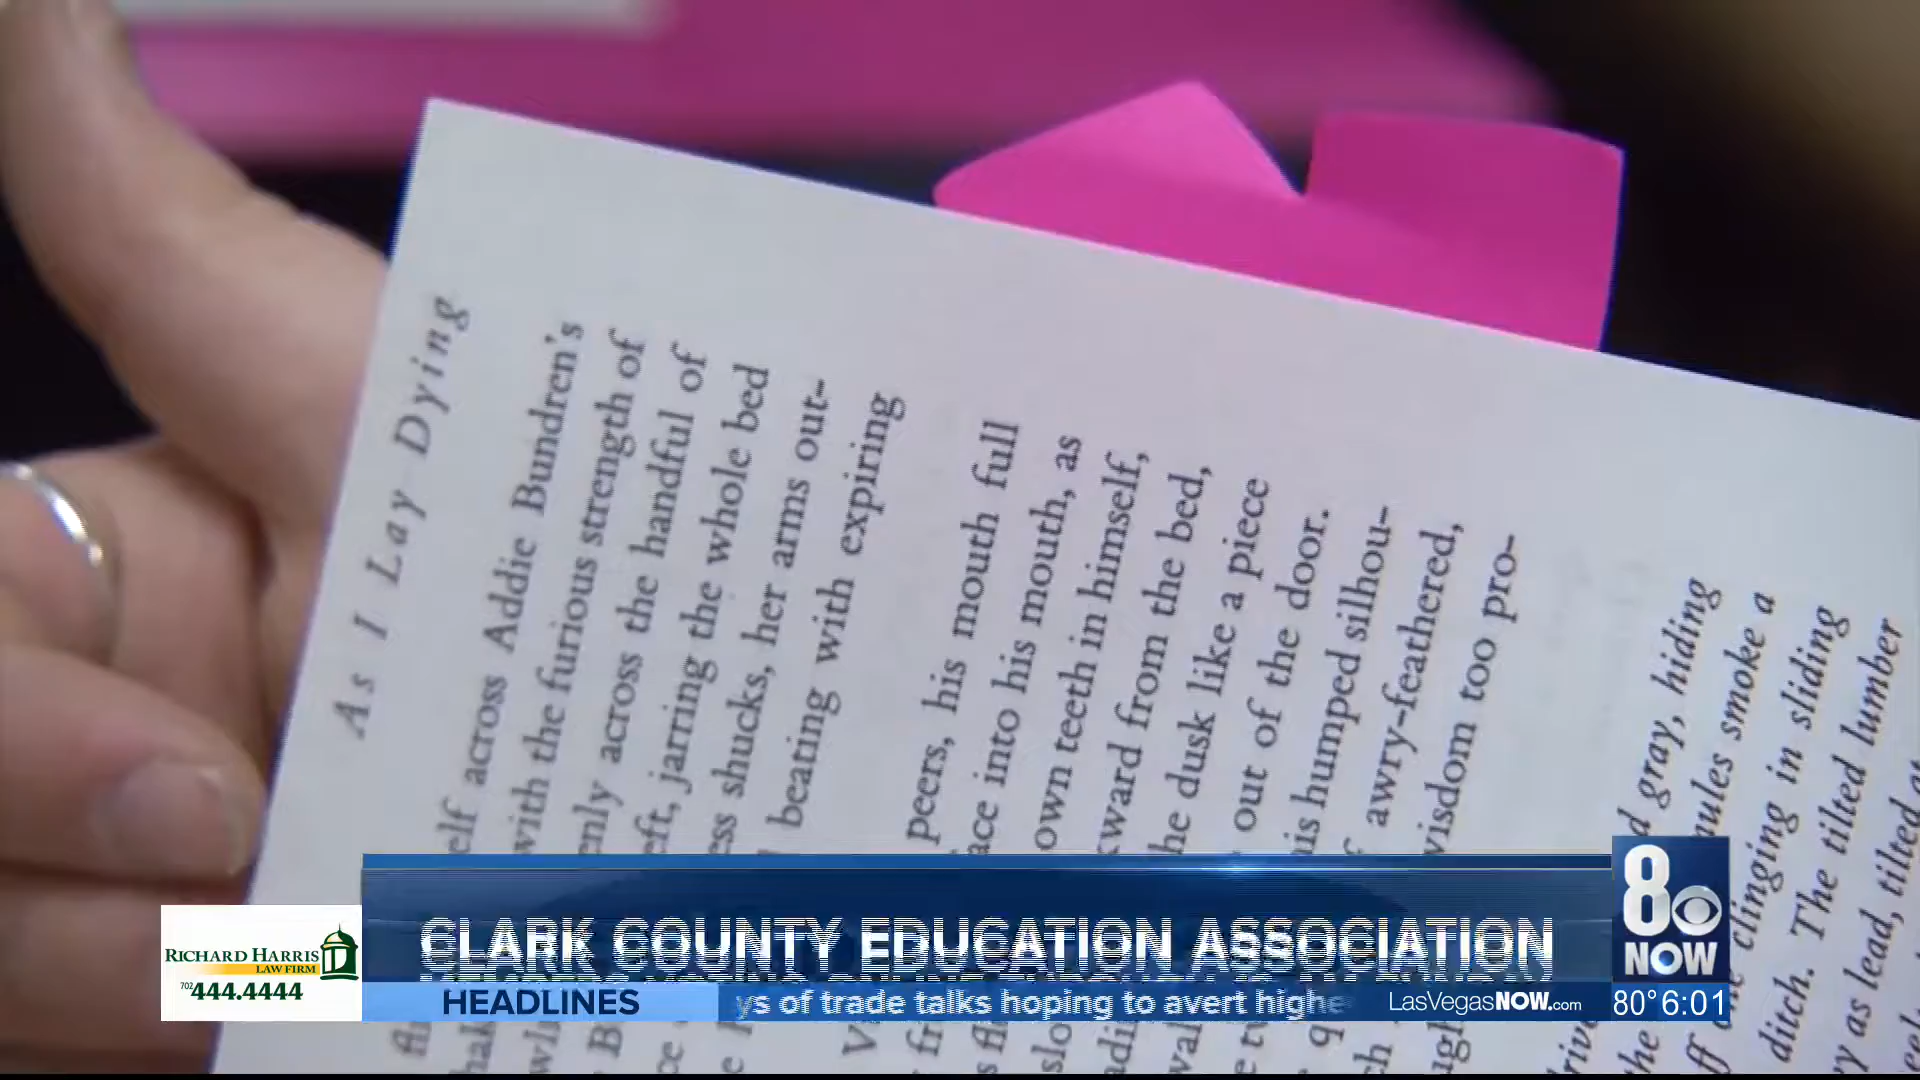 As I Lay Dying
elf across Addie Bundren's
with the furious strength of
enly across the handful of
eft, jarring the whole bed
ess shucks, her arms out-
beating with expiring
peers, his mouth full
ace into his mouth, as
own teeth in himself,
kward from the bed,
he dusk like a piece
out of the door.
is humped silhou-
awry-feathered,
visdom too pro-
d gray, hiding
aules smoke a
clinging in sliding
ditch. The tilted lumber
y as lead, tilted
CLARK COUNTY EDUCATION ASSOCIATION
HEADLINES
ys of trade talks hoping to avert highe
LasVegasNOW.com
8
NOW
80° 6:01
RICHARD HARRIS
LAW FIRM
702
444.4444